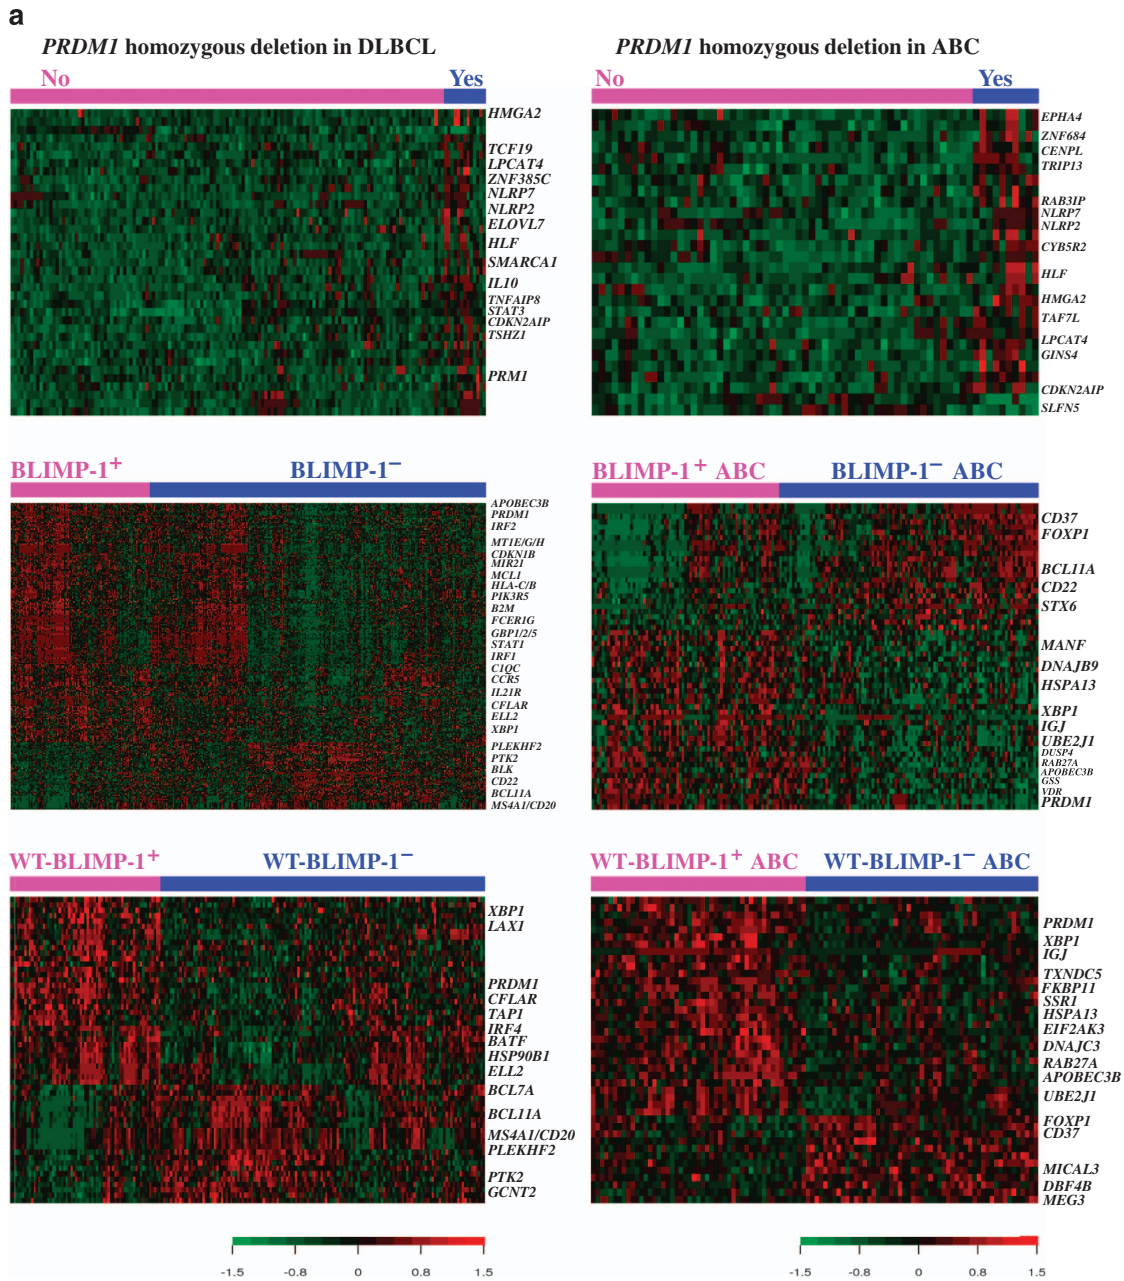 a
PRDM1 homozygous deletion in DLBCL
No
Yes
HMGA2
TCF19
LPCAT4
ZNF385C
NLRP7
NLRP2
ELOVL7
HLF
SMARCA1
IL10
TNFAIP8
STAT3
CDKN2AIP
TSHZ1
PRM1
PRDM1 homozygous deletion in ABC
No
Yes
EPHA4
ZNF684
CENPL
TRIP13
RAB3IP
NLRP7
NLRP2
CYB5R2
HLF
HMGA2
TAF7L
LPCAT4
GINS4
CDKN2AIP
SLFN5
BLIMP-1+
BLIMP-1−
APOBEC3B
PRDM1
IRF2
MT1E/G/H
CDKN1B
MIR21
MCL1
HLA-C/B
PIK3R5
B2M
FCER1G
GBP1/2/5
STAT1
IRF1
C1QC
CCR5
IL21R
CFLAR
ELL2
XBP1
PLEKHF2
PTK2
BLK
CD22
BCL11A
MS4A1/CD20
BLIMP-1+ ABC
BLIMP-1− ABC
CD37
FOXP1
BCL11A
CD22
STX6
MANF
DNAJB9
HSPA13
XBP1
IGJ
UBE2J1
DUSP4
RAB27A
APOBEC3B
GSS
VDR
PRDM1
WT-BLIMP-1+
WT-BLIMP-1−
XBP1
LAX1
PRDM1
CFLAR
TAP1
IRF4
BATF
HSP90B1
ELL2
BCL7A
BCL11A
MS4A1/CD20
PLEKHF2
PTK2
GCNT2
WT-BLIMP-1+ ABC
WT-BLIMP-1− ABC
PRDM1
XBP1
IGJ
TXNDC5
FKBP11
SSR1
HSPA13
EIF2AK3
DNAJC3
RAB27A
APOBEC3B
UBE2J1
FOXP1
CD37
MICAL3
DBF4B
MEG3
-1.5 -0.8 0 0.8 1.5
-1.5 -0.8 0 0.8 1.5